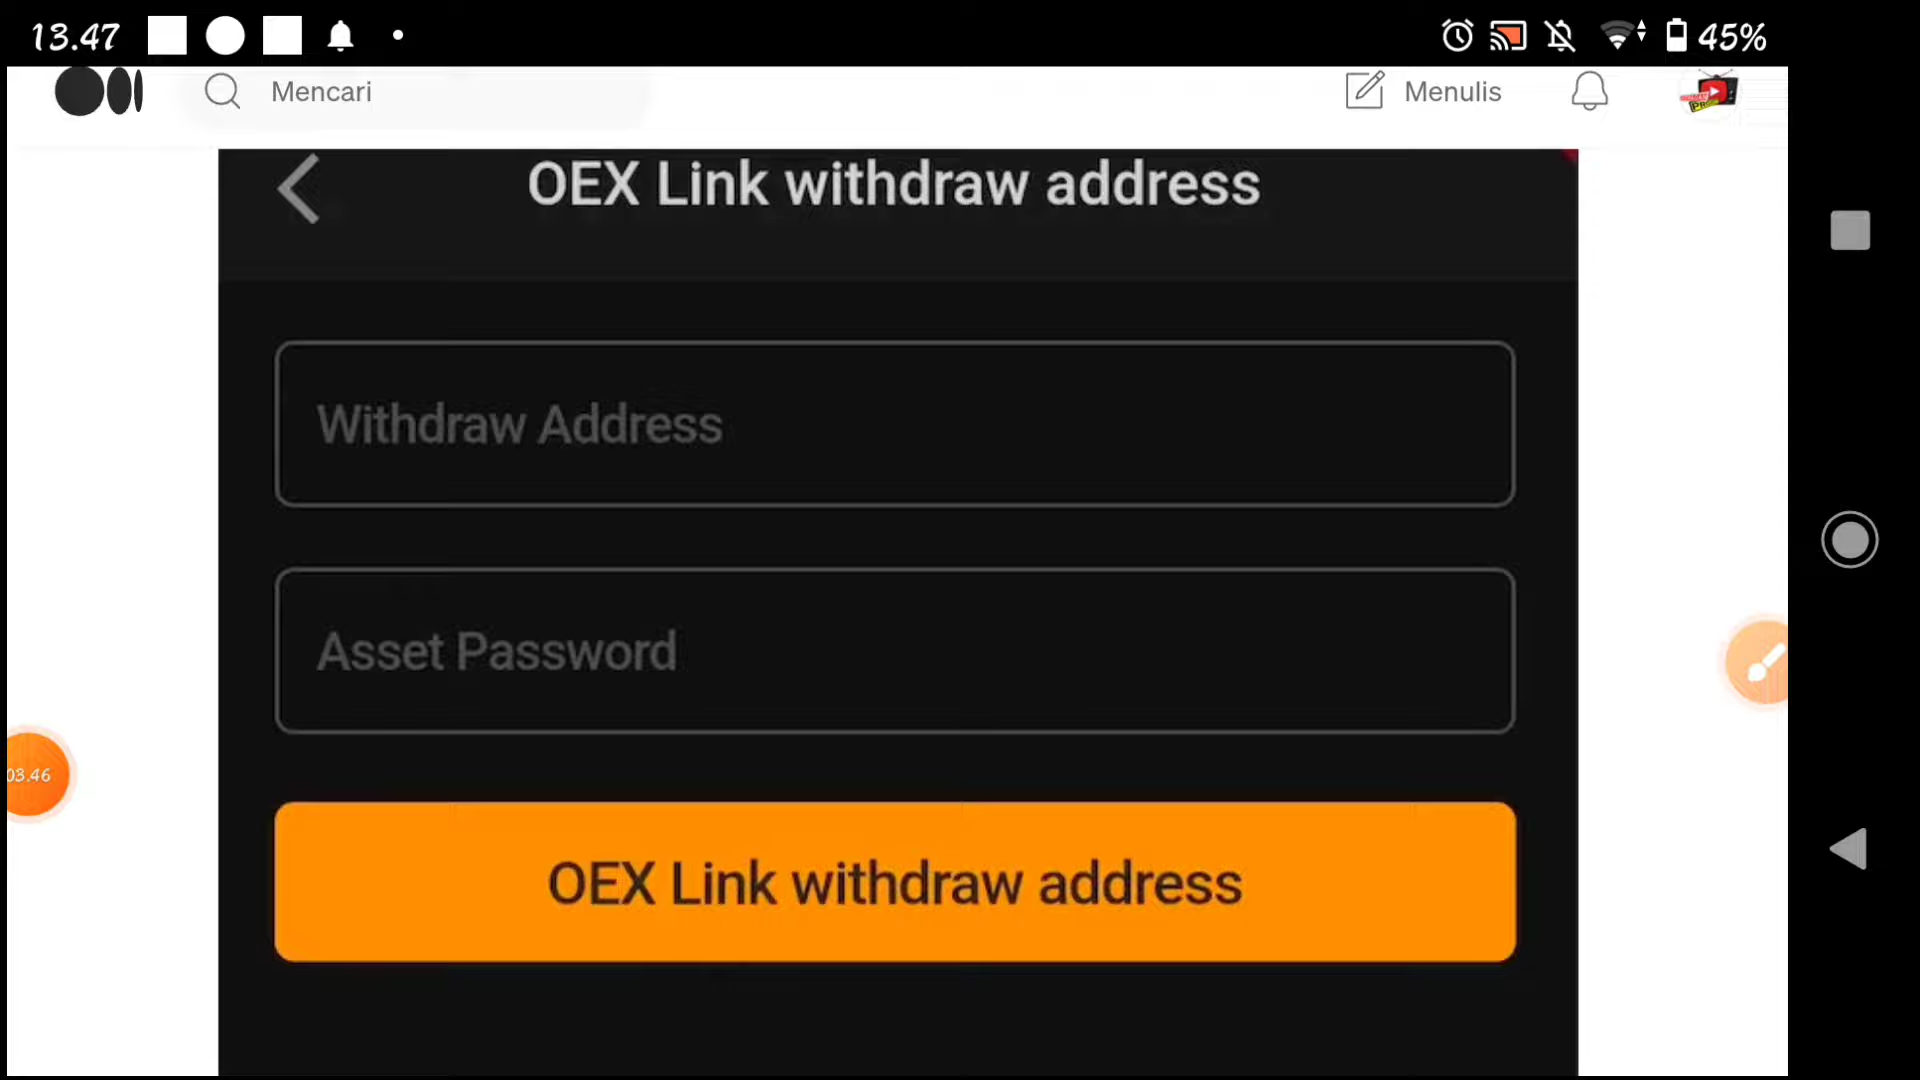 13.47
45%
Mencari
Menulis
OEX Link withdraw address
Withdraw Address
Asset Password
03.46
OEX Link withdraw address